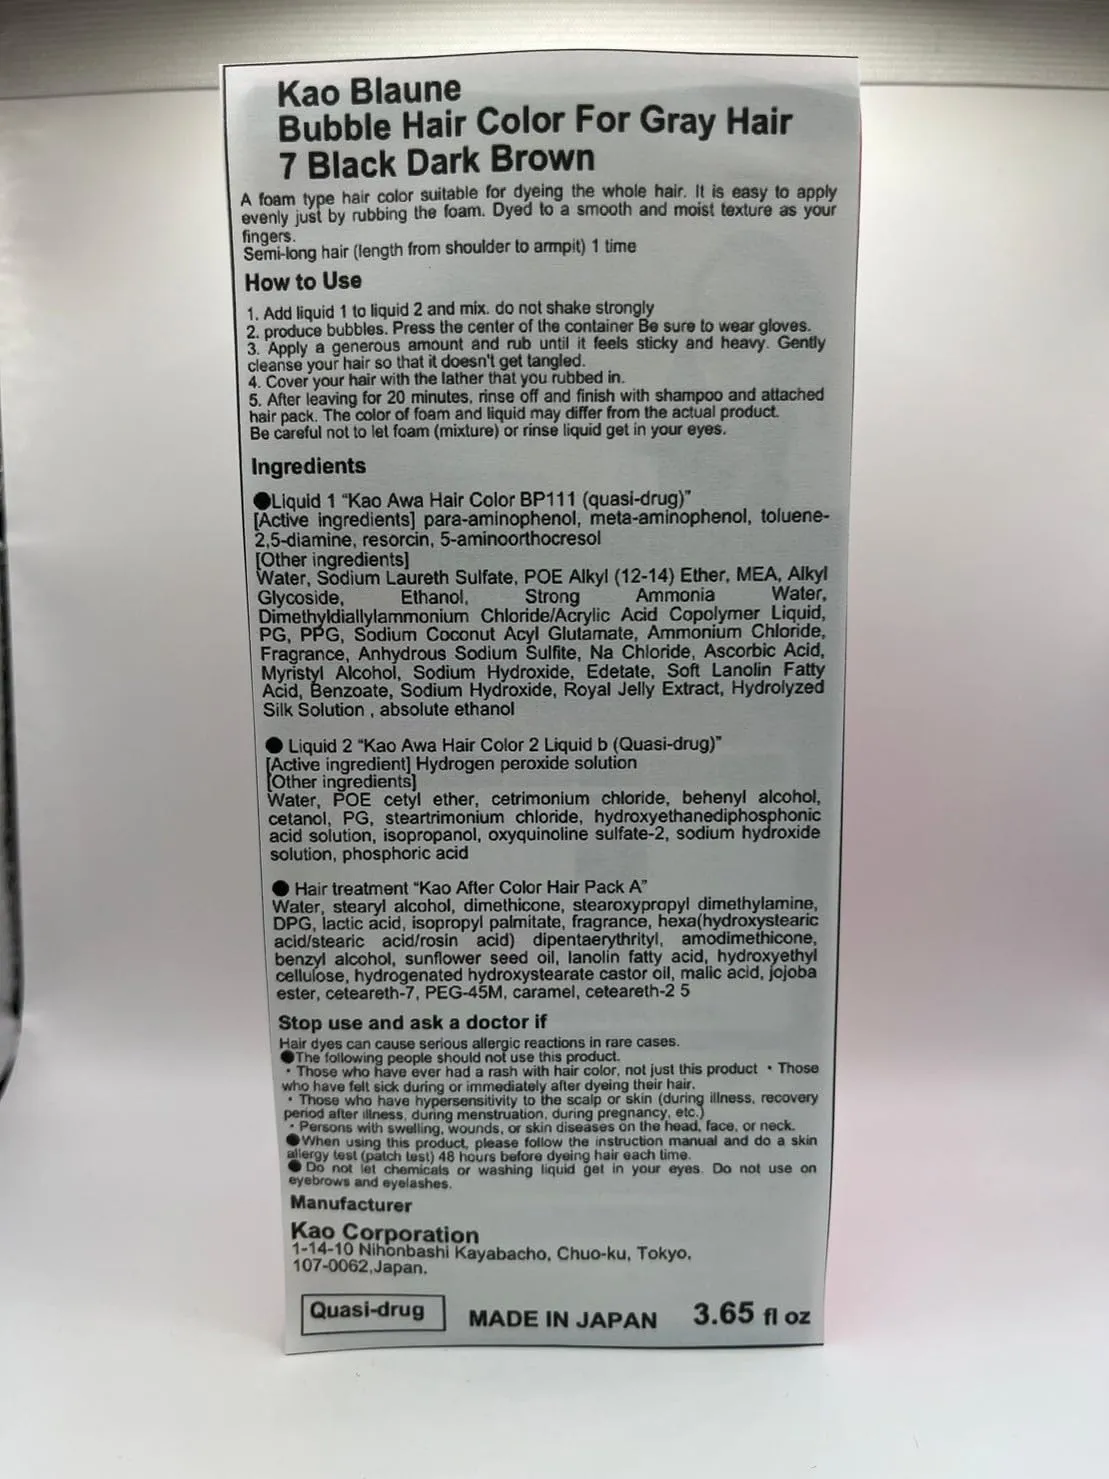 Kao Blaune
Bubble Hair Color For Gray Hair
7 Black Dark Brown
A foam type hair color suitable for dyeing the whole hair. It is easy to apply
evenly just by rubbing the foam. Dyed to a smooth and moist texture as your
fingers.
Semi-long hair (length from shoulder to armpit) 1 time
How to Use
1. Add liquid 1 to liquid 2 and mix. do not shake strongly
2. produce bubbles. Press the center of the container Be sure to wear gloves.
3. Apply a generous amount and rub until it feels sticky and heavy. Gently
cleanse your hair so that it doesn't get tangled.
4. Cover your hair with the lather that you rubbed in.
5. After leaving for 20 minutes, rinse off and finish with shampoo and attached
hair pack. The color of foam and liquid may differ from the actual product.
Be careful not to let foam (mixture) or rinse liquid get in your eyes.
Ingredients
●Liquid 1 “Kao Awa Hair Color BP111 (quasi-drug)”
[Active ingredients] para-aminophenol, meta-aminophenol, toluene-
2,5-diamine, resorcin, 5-aminoorthocresol
[Other ingredients]
Water, Sodium Laureth Sulfate, POE Alkyl (12-14) Ether, MEA, Alkyl
Glycoside, Ethanol, Strong Ammonia Water,
Dimethyldiallylammonium Chloride/Acrylic Acid Copolymer Liquid,
PG, PPG, Sodium Coconut Acyl Glutamate, Ammonium Chloride,
Fragrance, Anhydrous Sodium Sulfite, Na Chloride, Ascorbic Acid,
Myristyl Alcohol, Sodium Hydroxide, Edetate, Soft Lanolin Fatty
Acid, Benzoate, Sodium Hydroxide, Royal Jelly Extract, Hydrolyzed
Silk Solution , absolute ethanol
● Liquid 2 “Kao Awa Hair Color 2 Liquid b (Quasi-drug)”
[Active ingredient] Hydrogen peroxide solution
[Other ingredients]
Water, POE cetyl ether, cetrimonium chloride, behenyl alcohol,
cetanol, PG, steartrimonium chloride, hydroxyethanediphosphonic
acid solution, isopropanol, oxyquinoline sulfate-2, sodium hydroxide
solution, phosphoric acid
● Hair treatment “Kao After Color Hair Pack A”
Water, stearyl alcohol, dimethicone, stearoxypropyl dimethylamine,
DPG, lactic acid, isopropyl palmitate, fragrance, hexa(hydroxystearic
acid/stearic acid/rosin acid) dipentaerythrityl, amodimethicone,
benzyl alcohol, sunflower seed oil, lanolin fatty acid, hydroxyethyl
cellulose, hydrogenated hydroxystearate castor oil, malic acid, jojoba
ester, ceteareth-7, PEG-45M, caramel, ceteareth-2 5
Stop use and ask a doctor if
Hair dyes can cause serious allergic reactions in rare cases.
●The following people should not use this product.
・Those who have ever had a rash with hair color, not just this product ・Those
who have felt sick during or immediately after dyeing their hair.
・Those who have hypersensitivity to the scalp or skin (during illness, recovery
period after illness, during menstruation, during pregnancy, etc.)
・Persons with swelling, wounds, or skin diseases on the head, face, or neck.
●When using this product, please follow the instruction manual and do a skin
allergy test (patch test) 48 hours before dyeing hair each time.
● Do not let chemicals or washing liquid get in your eyes. Do not use on
eyebrows and eyelashes.
Manufacturer
Kao Corporation
1-14-10 Nihonbashi Kayabacho, Chuo-ku, Tokyo,
107-0062,Japan.
Quasi-drug MADE IN JAPAN 3.65 fl oz